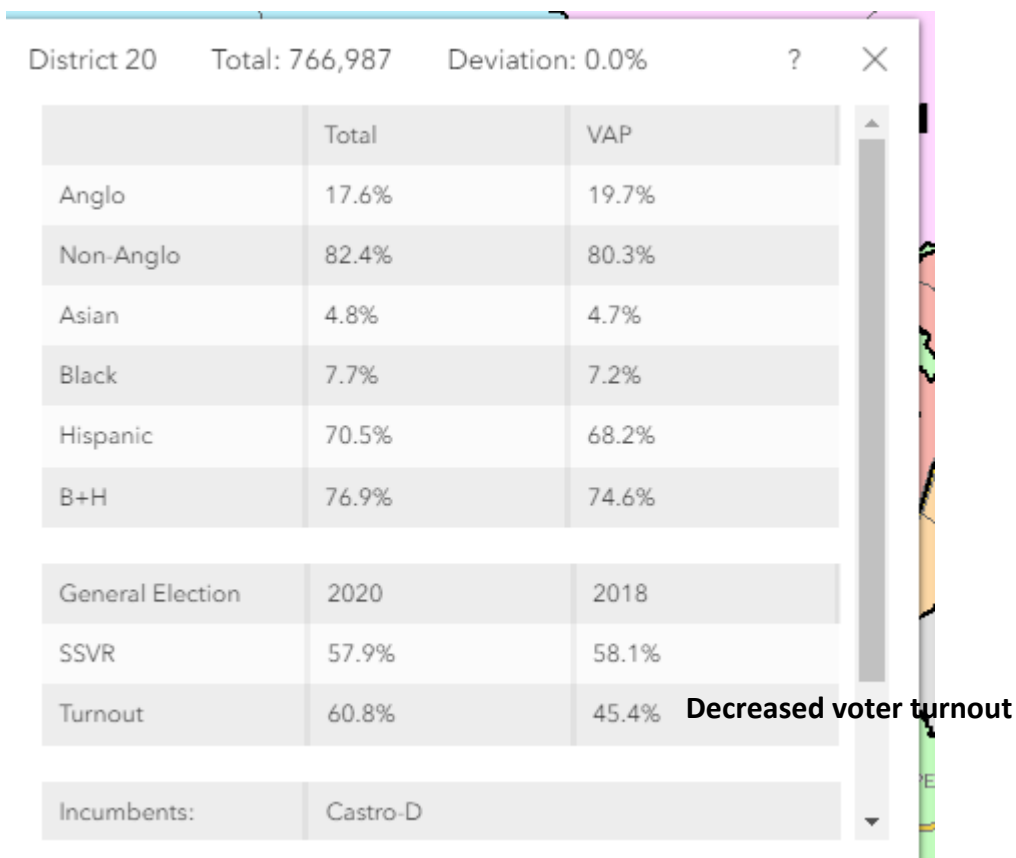 District 20 Total: 766,987 Deviation: 0.0% ?
Total VAP
Anglo 17.6% 19.7%
Non-Anglo 82.4% 80.3%
Asian 4.8% 4.7%
Black 7.7% 7.2%
Hispanic 70.5% 68.2%
B+H 76.9% 74.6%
General Election 2020 2018
SSVR 57.9% 58.1%
Turnout 60.8% 45.4% Decreased voter turnout
Incumbents: Castro-D